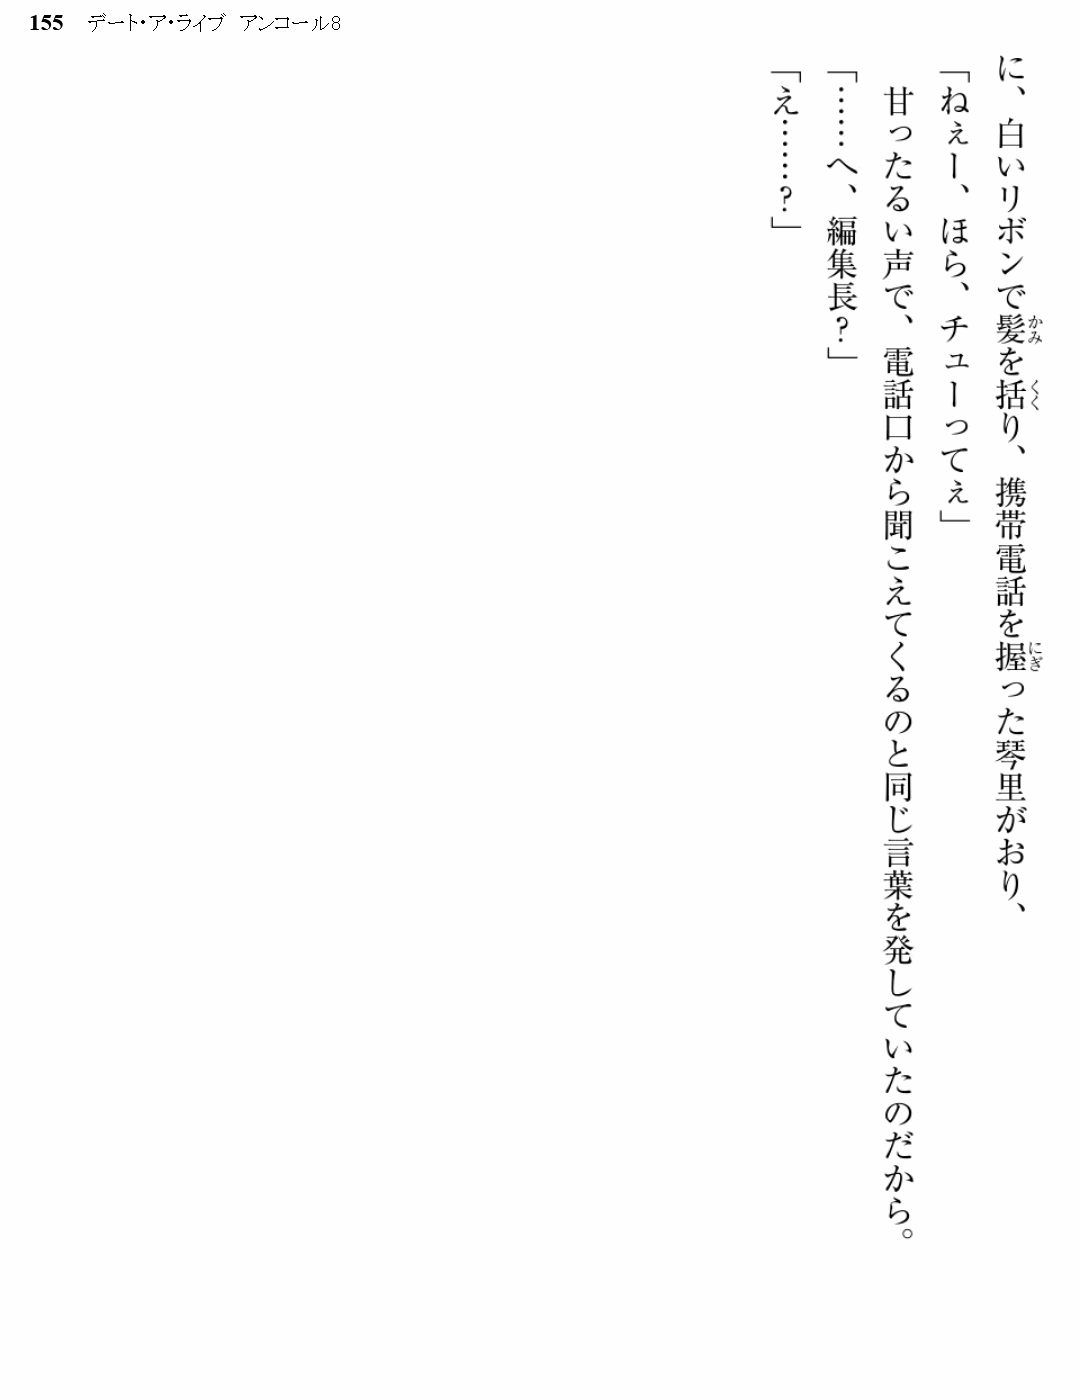 155 デート・ア・ライブ アンコール8
に、白いリボンで髪を括り、携帯電話を握った琴里がおり、
かみ
くく
にぎ
「ねぇー、ほら、チューってぇ」
甘ったるい声で、電話口から聞こえてくるのと同じ言葉を発していたのだから。
「……へ、編集長？」
「え……？」